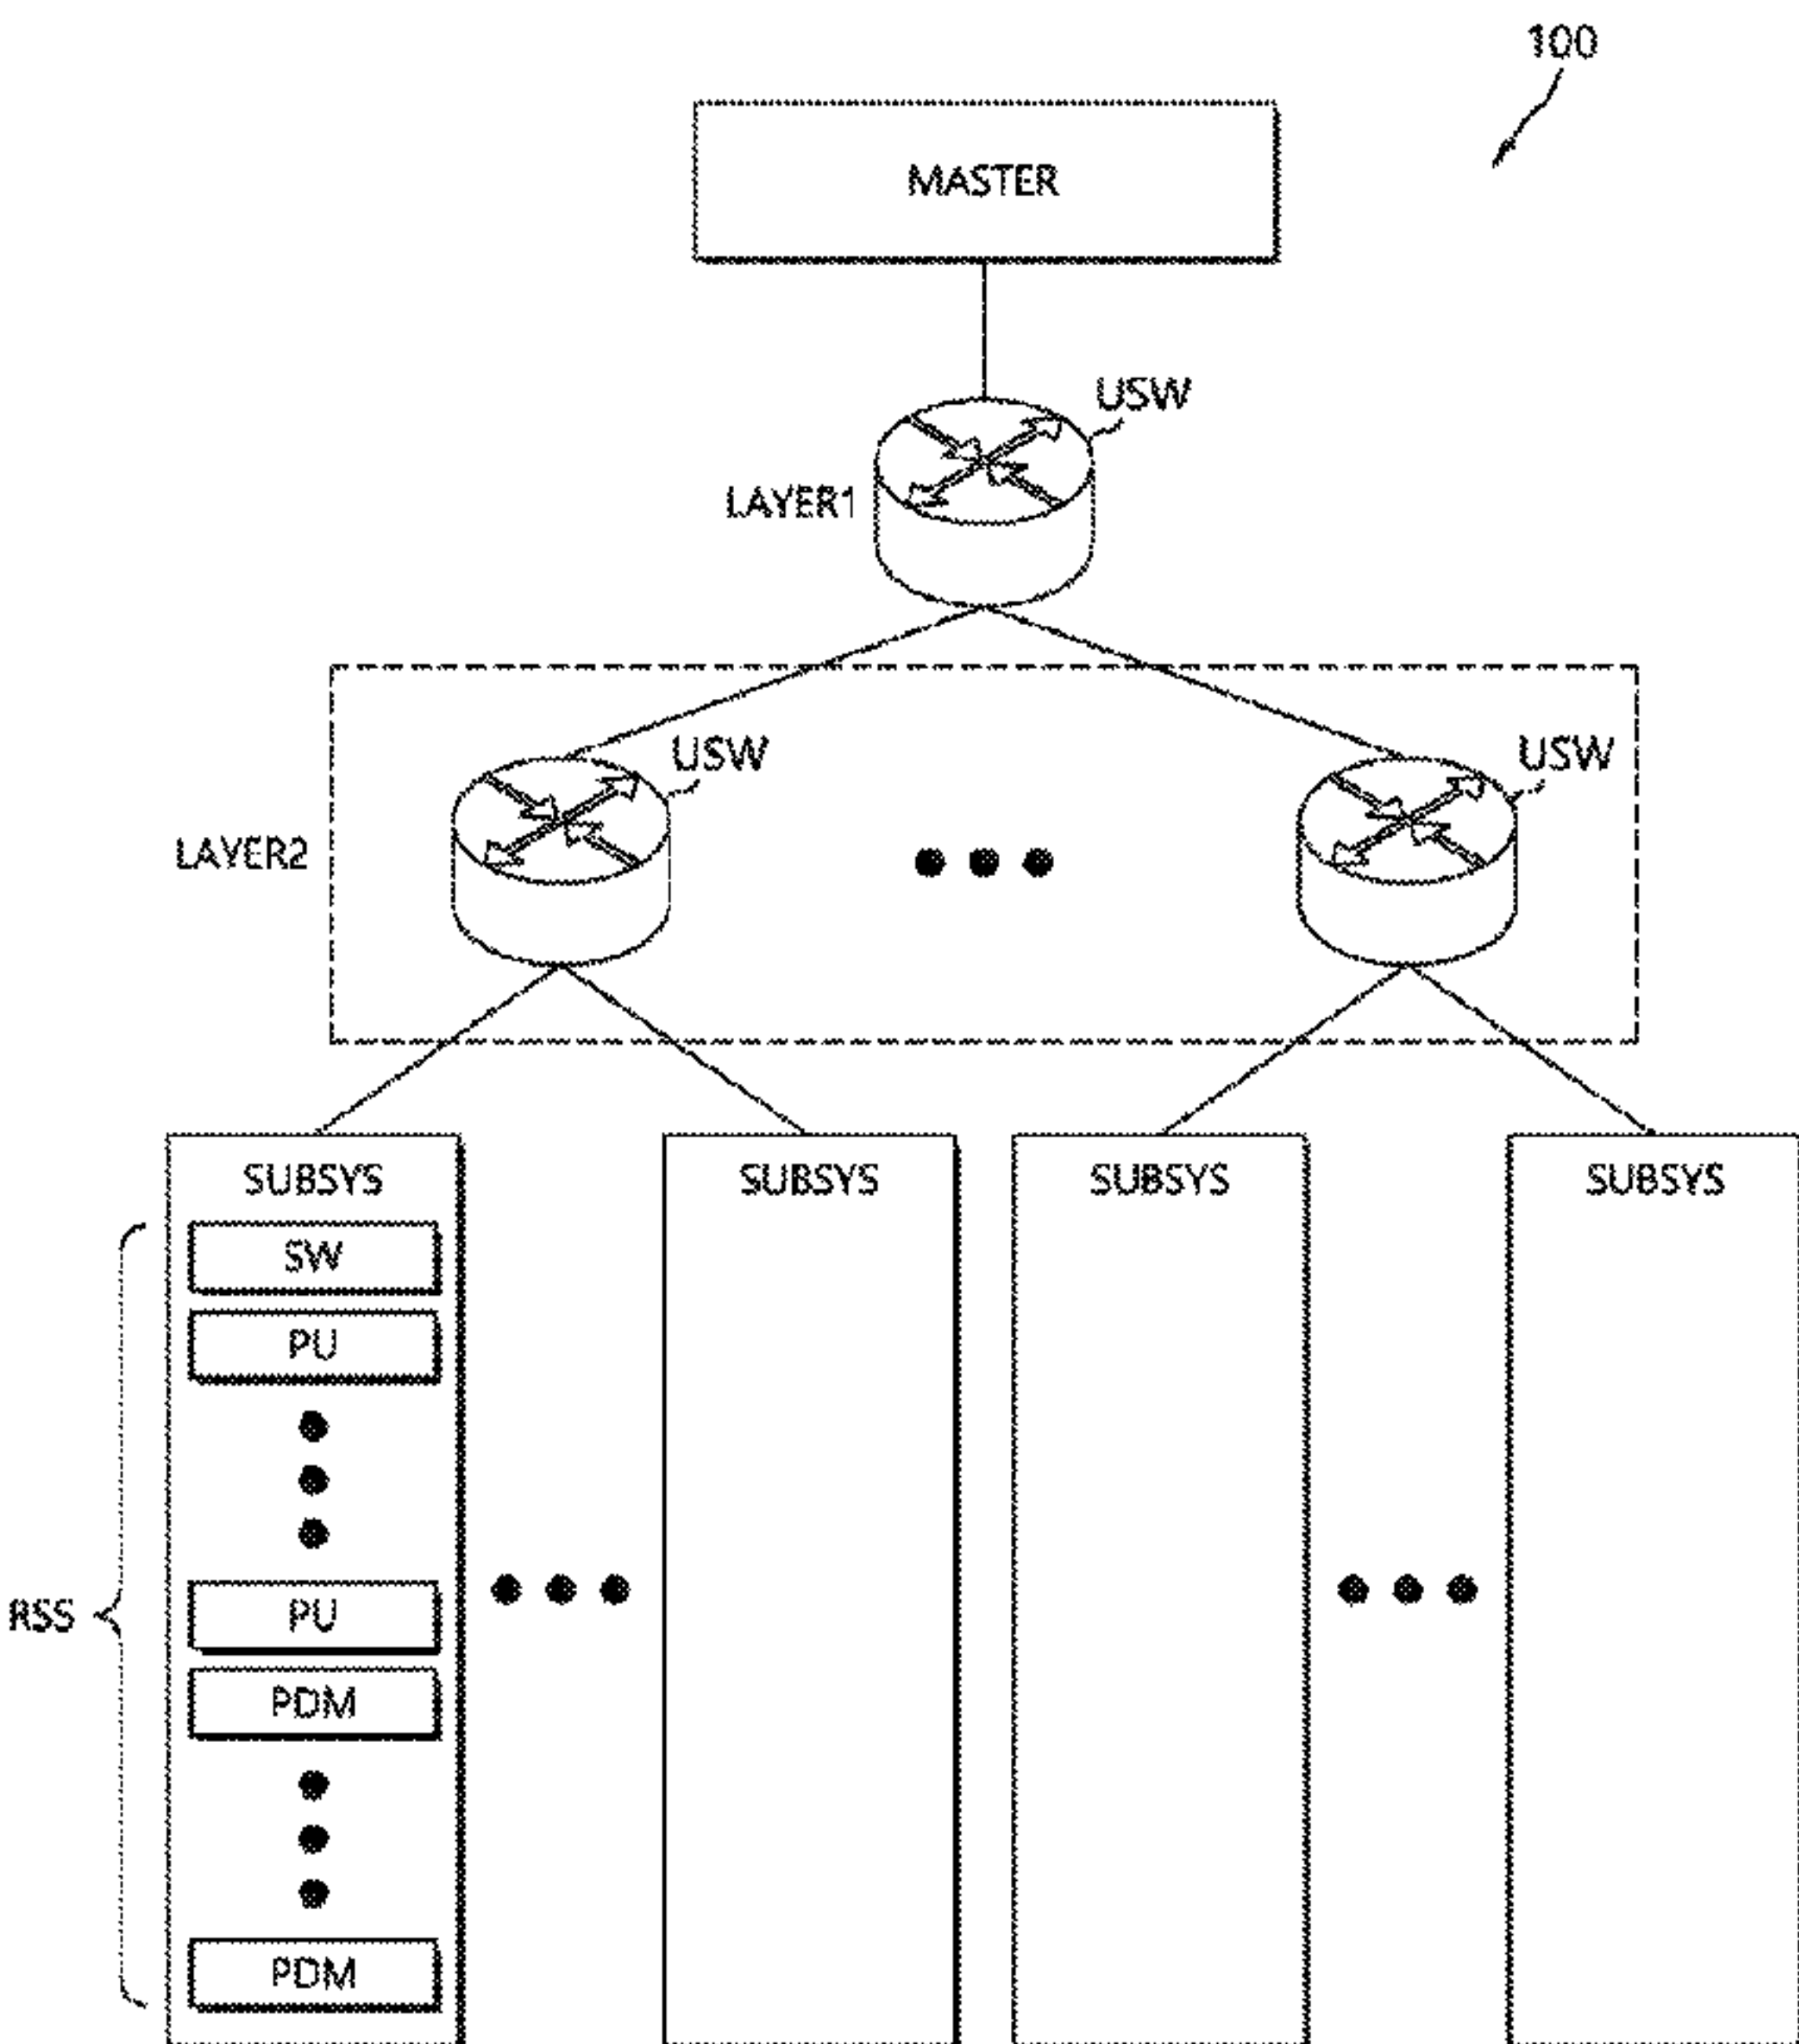 100
MASTER
USW
LAYER1
USW
USW
LAYER2
SUBSYS
SUBSYS
SUBSYS
SUBSYS
SW
PU
PU
RSS
PDM
PDM